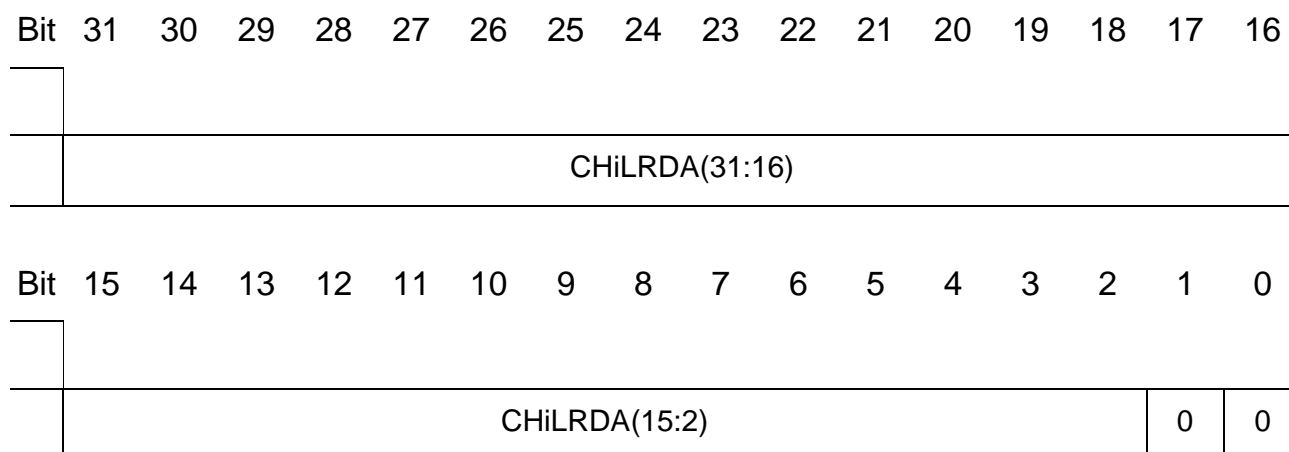 Bit 31 30 29 28 27 26 25 24 23 22 21 20 19 18 17 16
CHiLRDA(31:16)
Bit 15 14 13 12 11 10 9 8 7 6 5 4 3 2 1 0
CHiLRDA(15:2) 0 0